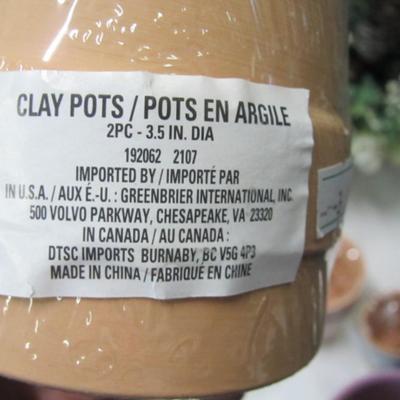 CLAY POTS / POTS EN ARGILE
2PC - 3.5 IN. DIA
192062 2107
IMPORTED BY / IMPORTÉ PAR
IN U.S.A. / AUX É.-U. : GREENBRIER INTERNATIONAL, INC.
500 VOLVO PARKWAY, CHESAPEAKE, VA 23320
IN CANADA / AU CANADA :
DTSC IMPORTS BURNABY, BC V5G 4P3
MADE IN CHINA / FABRIQUÉ EN CHINE